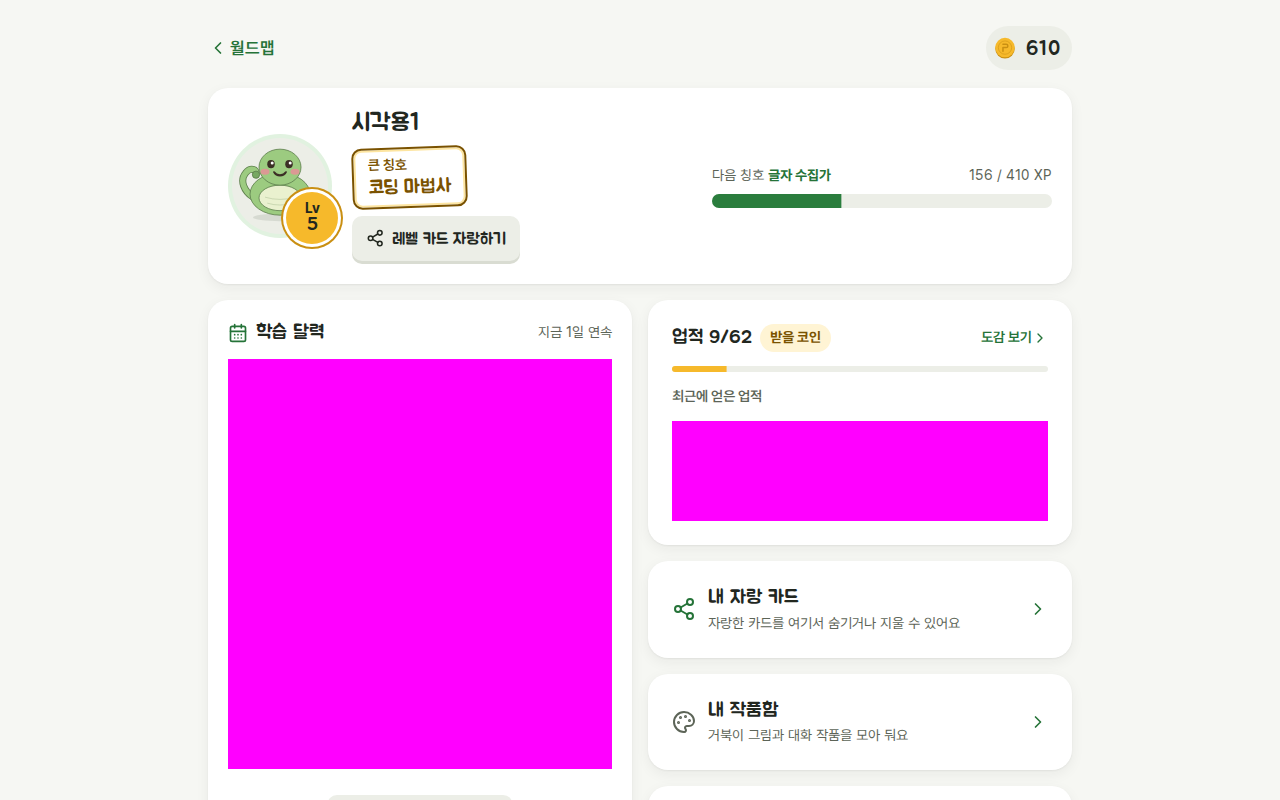 월드맵
610
시각용1
큰 칭호
코딩 마법사
Lv
5
레벨 카드 자랑하기
다음 칭호 글자 수집가
156 / 410 XP
학습 달력
지금 1일 연속
업적 9/62
받을 코인
도감 보기
최근에 얻은 업적
내 자랑 카드
자랑한 카드를 여기서 숨기거나 지울 수 있어요
내 작품함
거북이 그림과 대화 작품을 모아 둬요